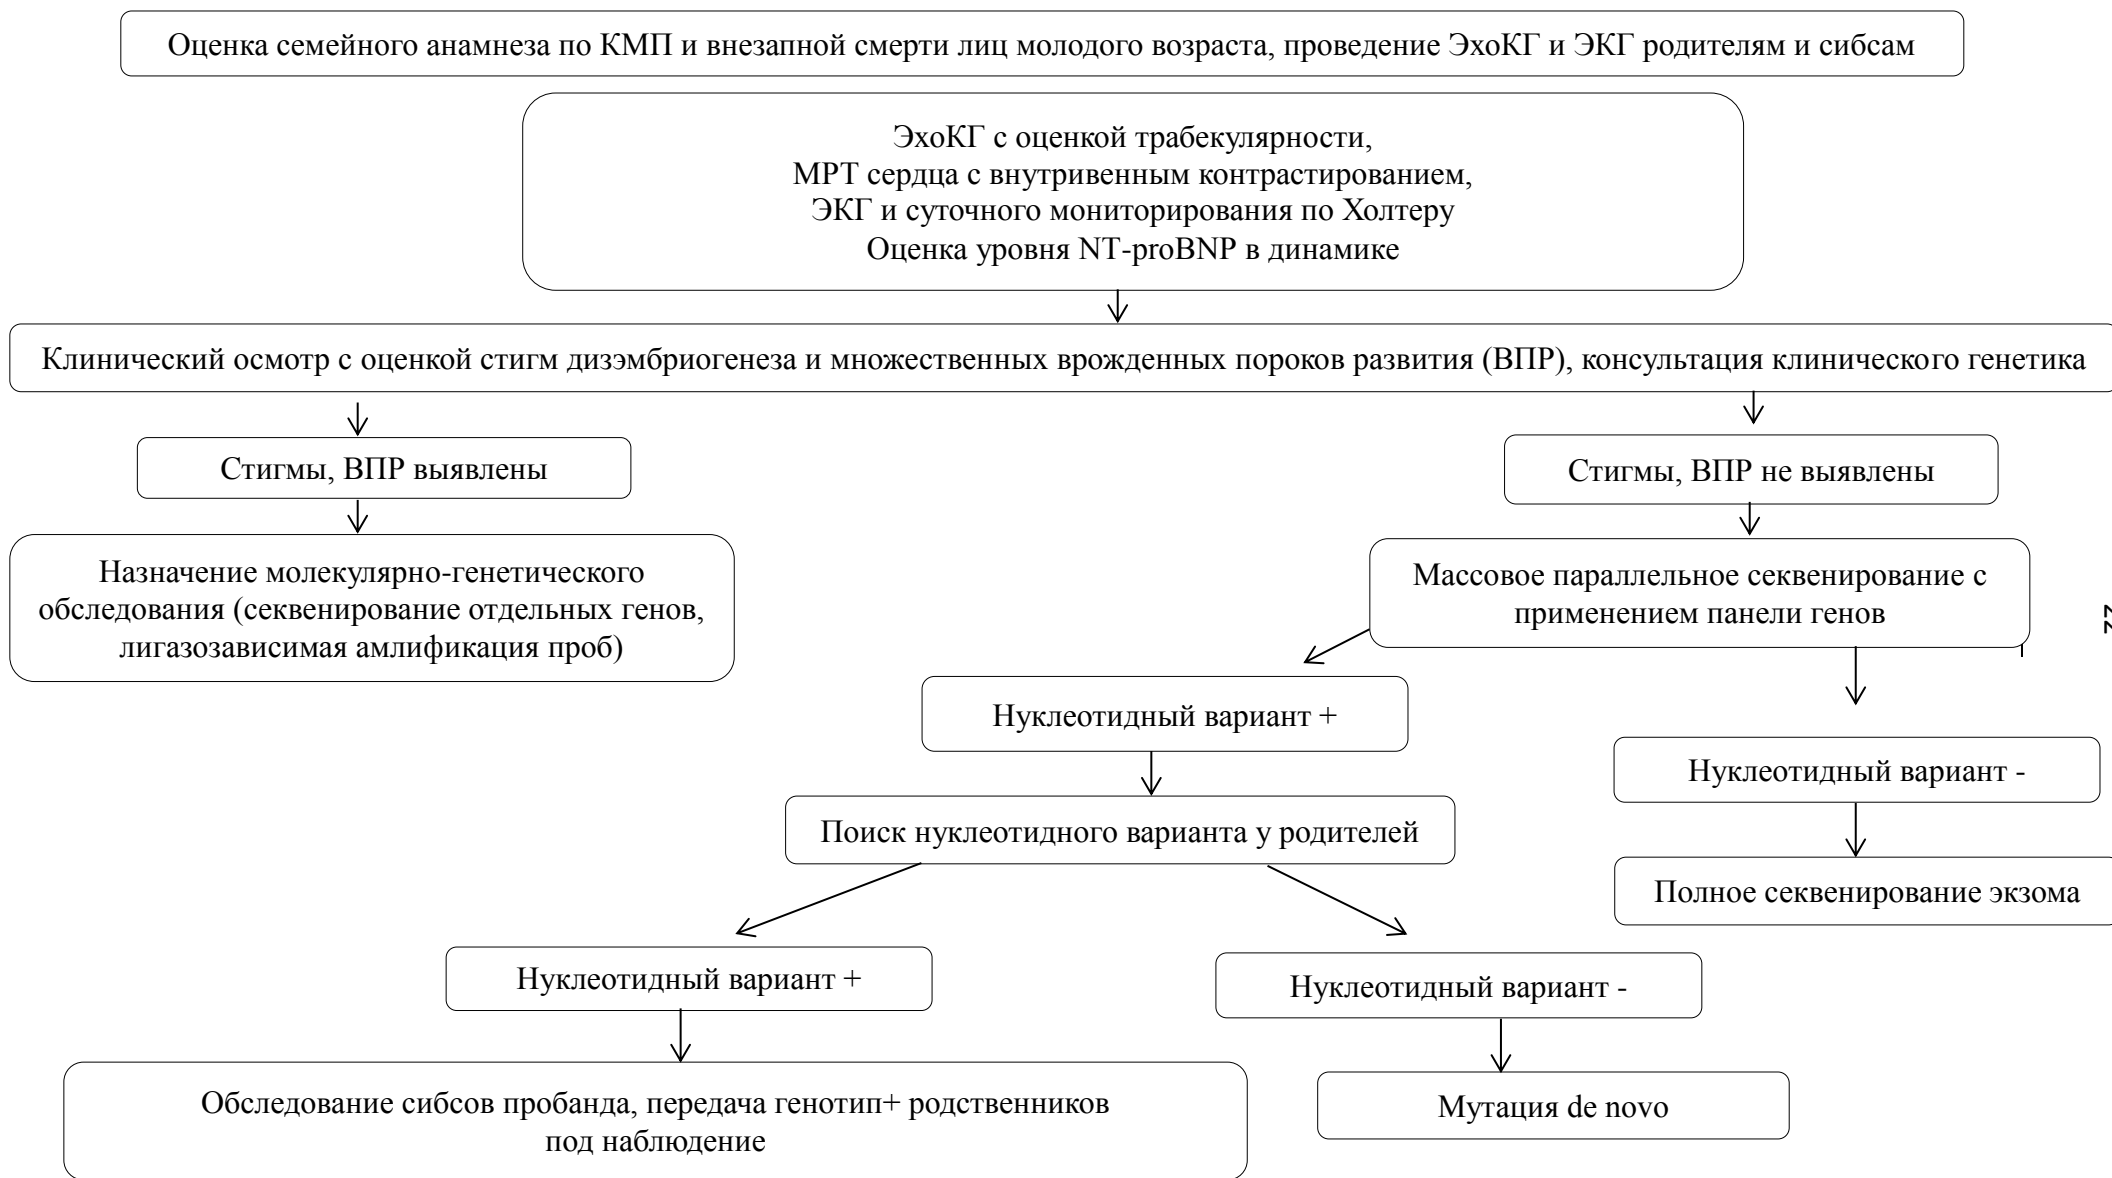 Оценка семейного анамнеза по КМП и внезапной смерти лиц молодого возраста, проведение ЭхоКГ и ЭКГ родителям и сибсам
ЭхоКГ с оценкой трабекулярности,
МРТ сердца с внутривенным контрастированием,
ЭКГ и суточного мониторирования по Холтеру
Оценка уровня NT-proBNP в динамике
Клинический осмотр с оценкой стигм дизэмбриогенеза и множественных врожденных пороков развития (ВПР), консультация клинического генетика
Стигмы, ВПР выявлены
Стигмы, ВПР не выявлены
Назначение молекулярно-генетического
обследования (секвенирование отдельных генов,
лигазозависимая амлификация проб)
Массовое параллельное секвенирование с
применением панели генов
Нуклеотидный вариант +
Нуклеотидный вариант -
Поиск нуклеотидного варианта у родителей
Полное секвенирование экзома
Нуклеотидный вариант +
Нуклеотидный вариант -
Обследование сибсов пробанда, передача генотип+ родственников
под наблюдение
Мутация de novo